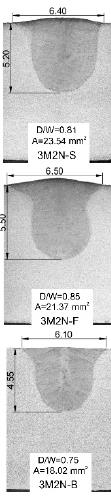 6.40
5.20
D/W=0.81
A=23.54 mm²
3M2N-S
6.50
5.50
D/W=0.85
A=21.37 mm²
3M2N-F
6.10
4.55
D/W=0.75
A=18.02 mm²
3M2N-B